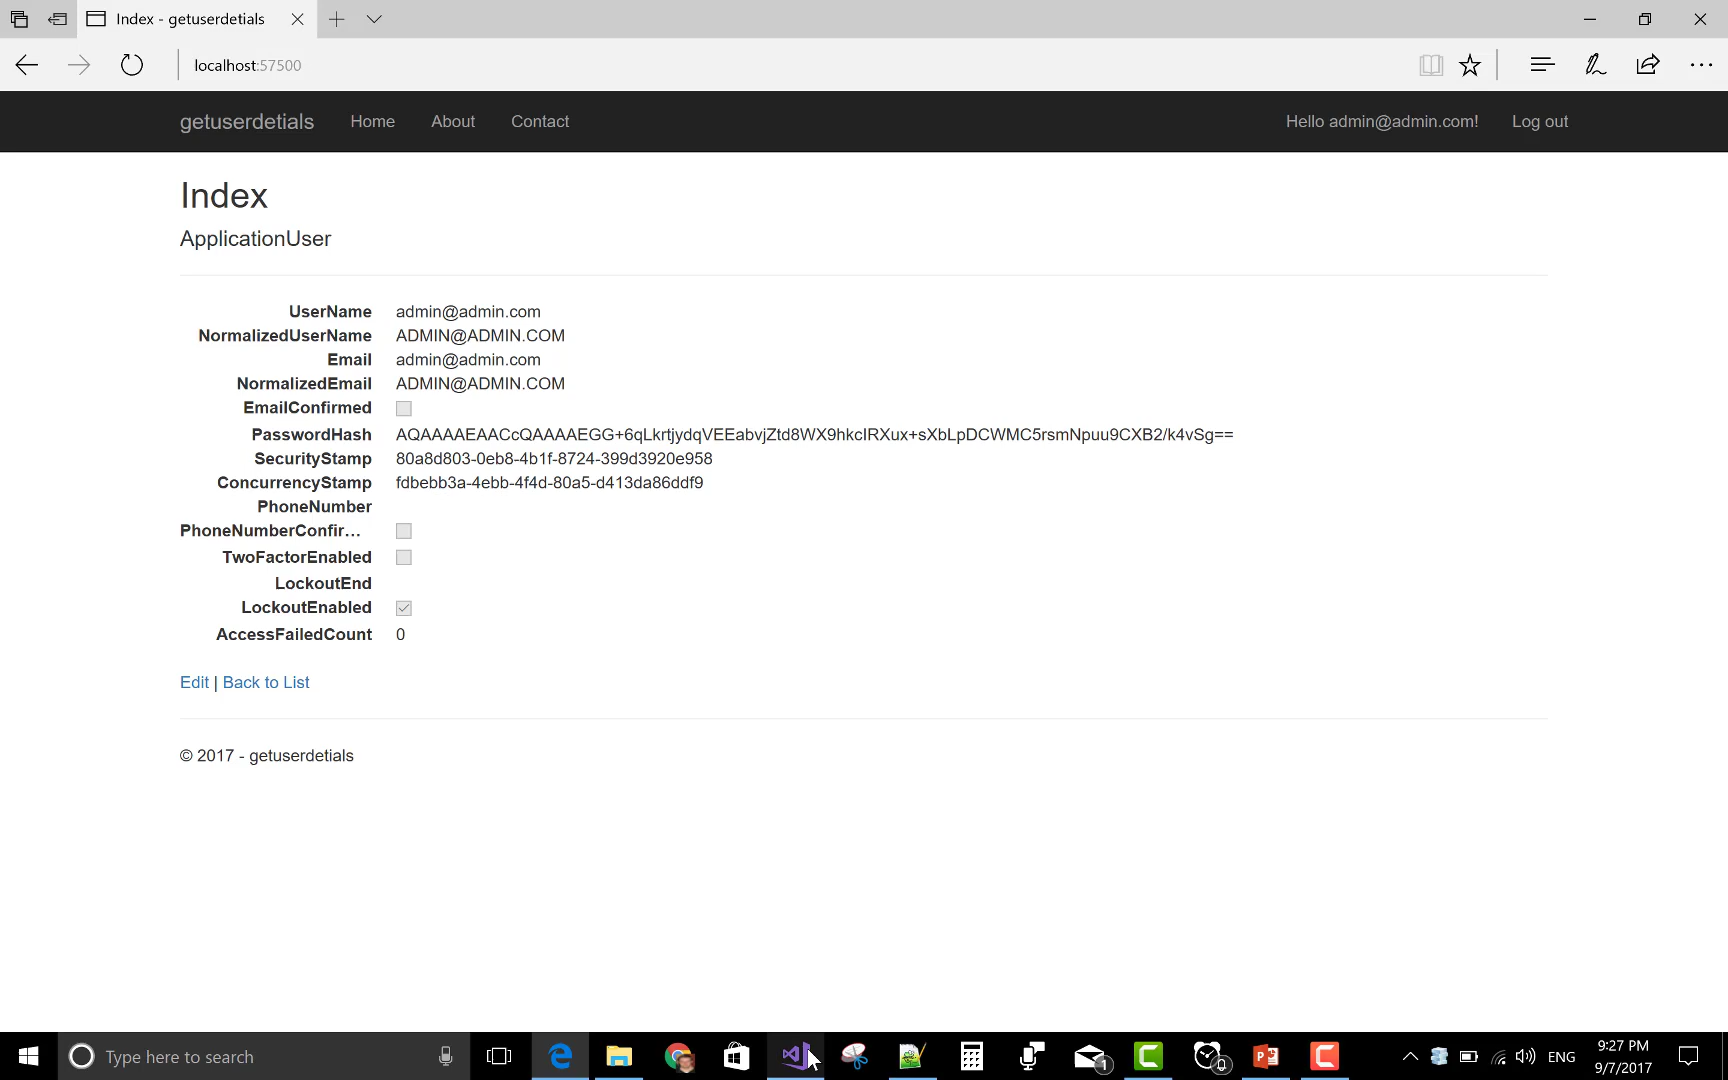 Index - getuserdetials
localhost:57500
getuserdetials Home About Contact Hello admin@admin.com! Log out
Index
ApplicationUser
UserName admin@admin.com
NormalizedUserName ADMIN@ADMIN.COM
Email admin@admin.com
NormalizedEmail ADMIN@ADMIN.COM
EmailConfirmed
PasswordHash AQAAAAEAACcQAAAAEGG+6qLkrtjydqVEEabvjZtd8WX9hkcIRXux+sXbLpDCWMC5rsmNpuu9CXB2/k4vSg==
SecurityStamp 80a8d803-0eb8-4b1f-8724-399d3920e958
ConcurrencyStamp fdbebb3a-4ebb-4f4d-80a5-d413da86ddf9
PhoneNumber
PhoneNumberConfir...
TwoFactorEnabled
LockoutEnd
LockoutEnabled
AccessFailedCount 0
Edit | Back to List
© 2017 - getuserdetials
Type here to search
1
0
ENG
9:27 PM
9/7/2017